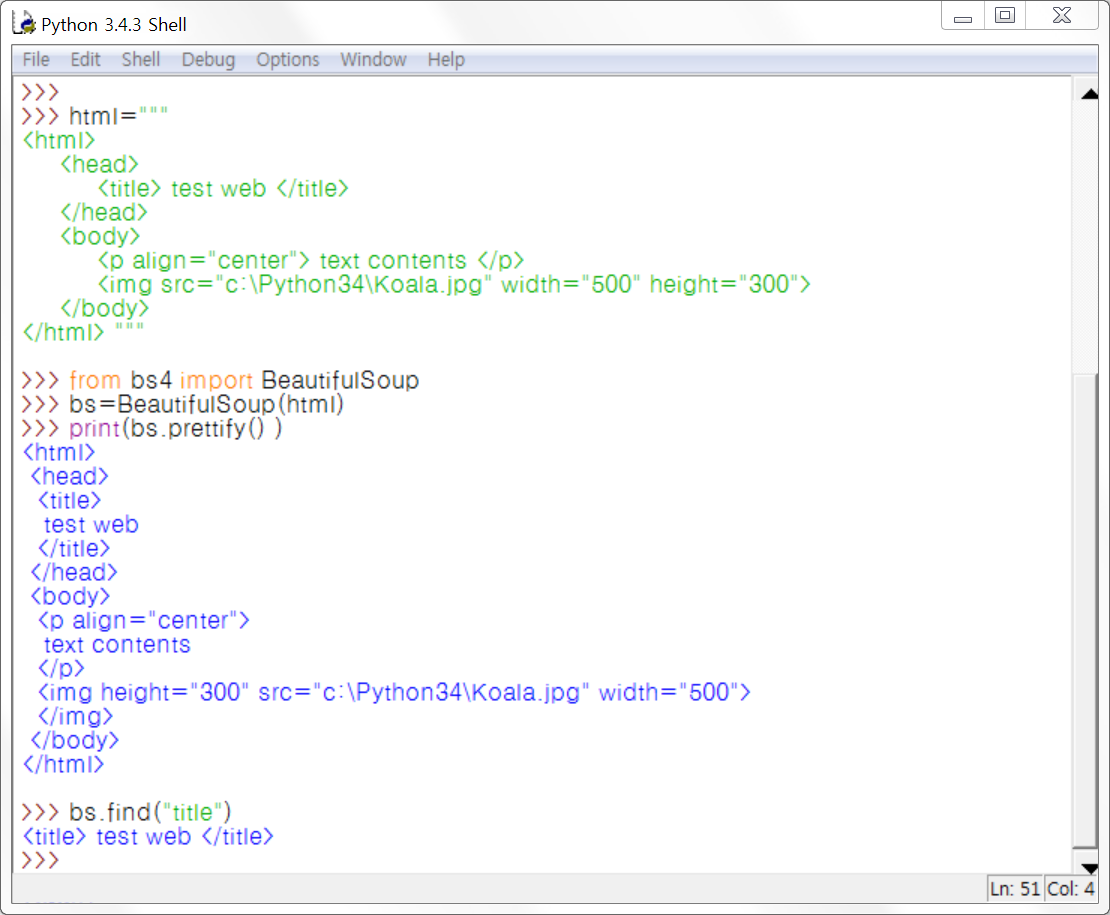 Python 3.4.3 Shell
File Edit Shell Debug Options Window Help
>>>
>>> html="""
<html>
    <head>
        <title> test web </title>
    </head>
    <body>
        <p align="center"> text contents </p>
        <img src="c:\Python34\Koala.jpg" width="500" height="300">
    </body>
</html> """
>>> from bs4 import BeautifulSoup
>>> bs=BeautifulSoup(html)
>>> print(bs.prettify() )
<html>
 <head>
  <title>
   test web
  </title>
 </head>
 <body>
  <p align="center">
   text contents
  </p>
  <img height="300" src="c:\Python34\Koala.jpg" width="500">
  </img>
 </body>
</html>
>>> bs.find("title")
<title> test web </title>
>>>
Ln: 51 Col: 4